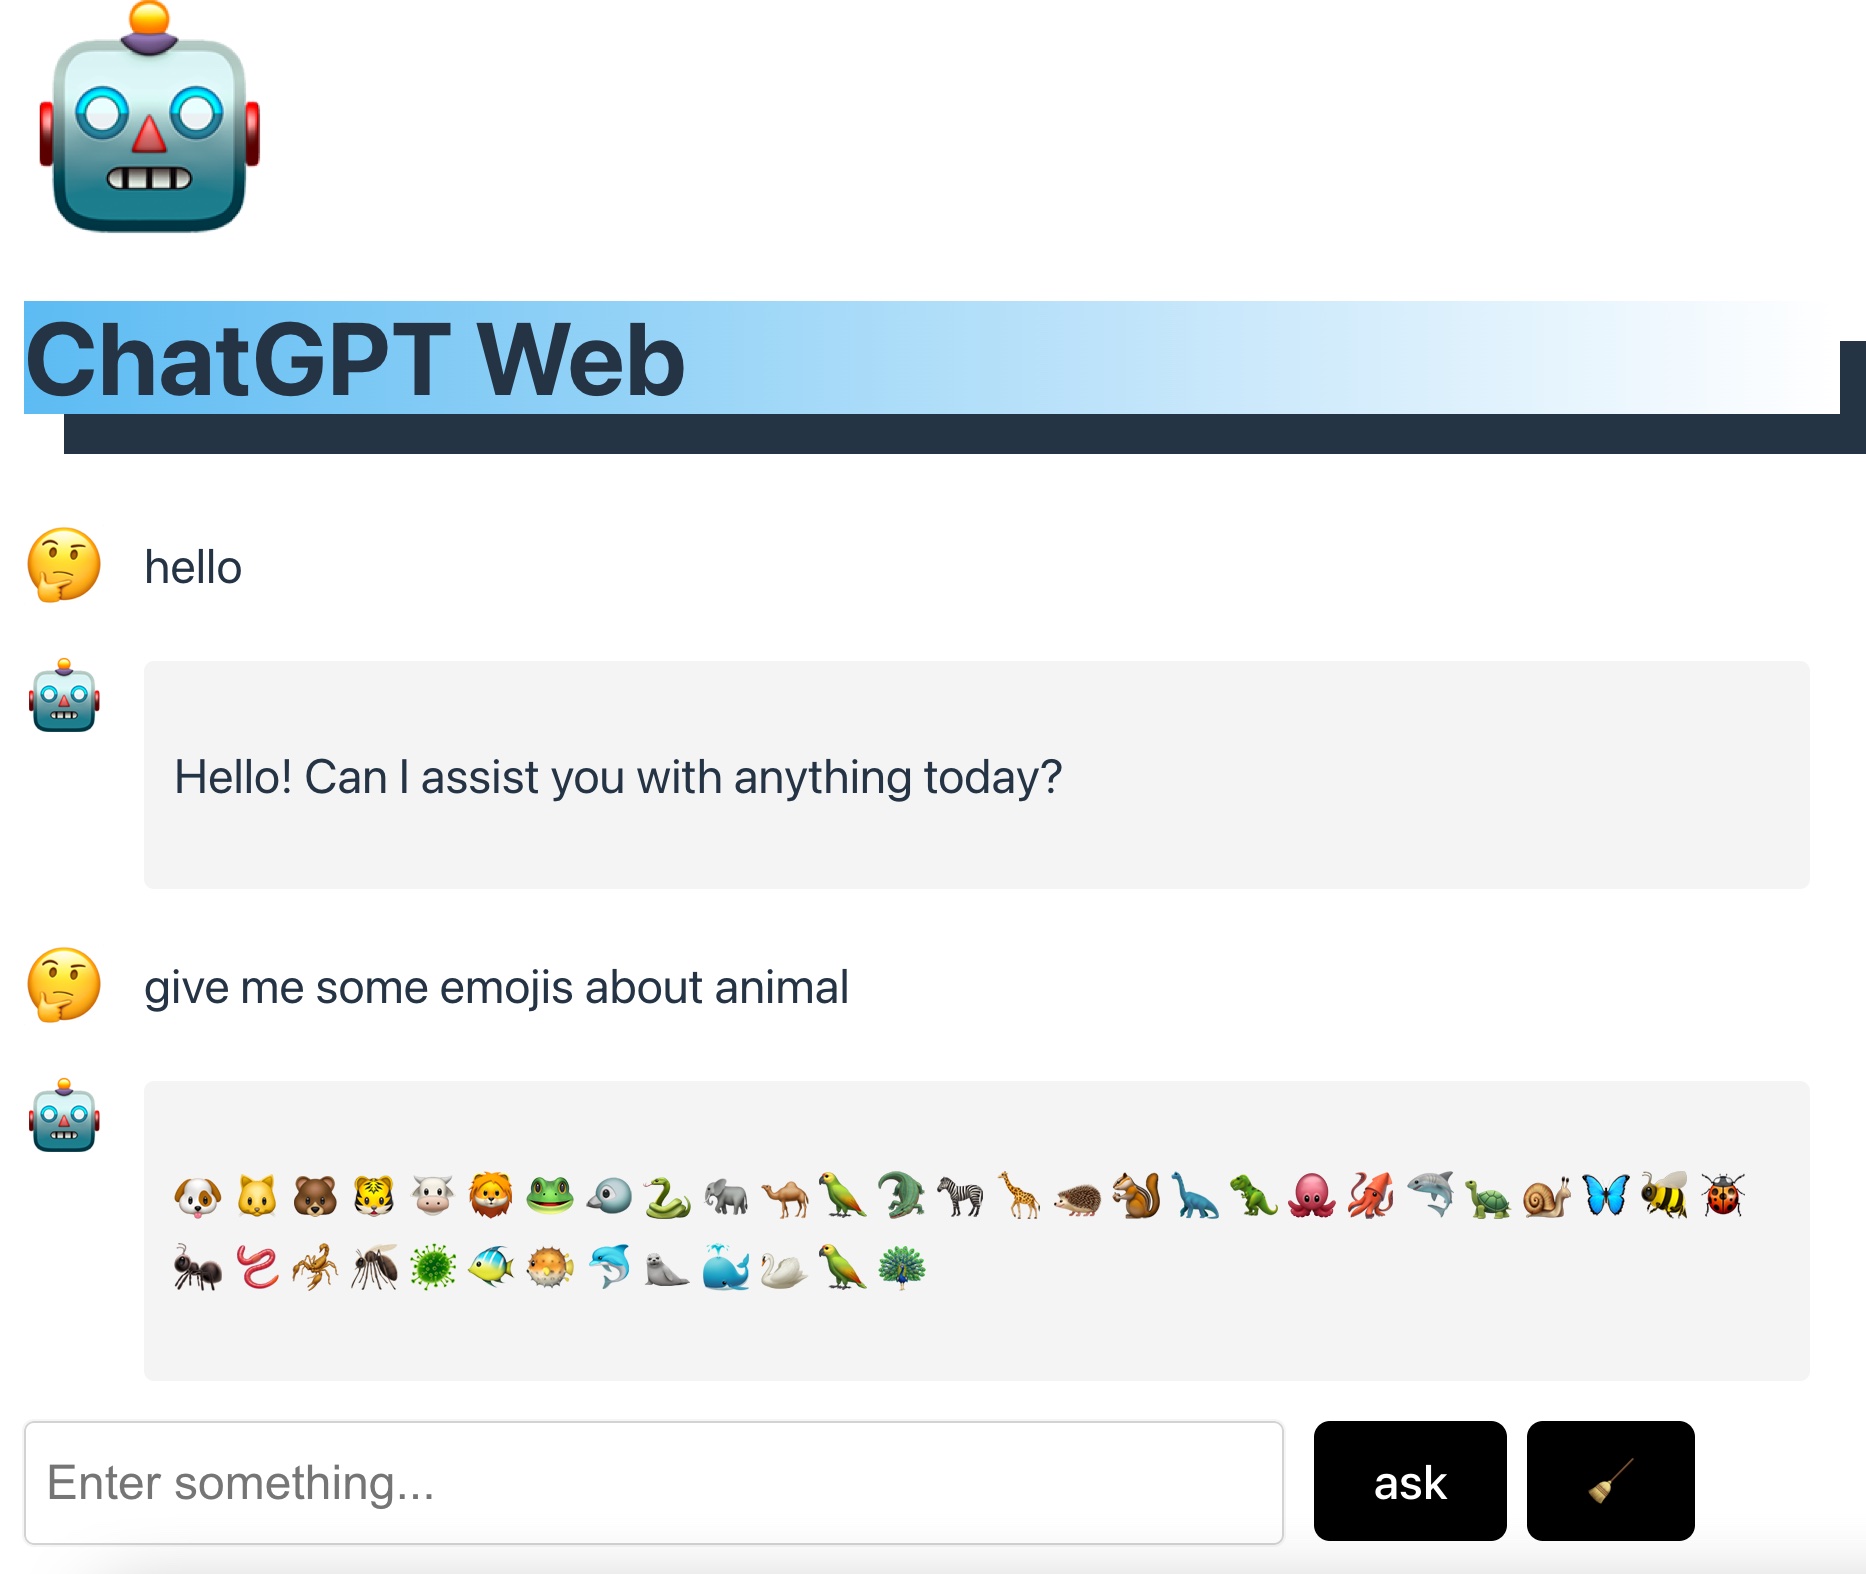 ChatGPT Web
hello
Hello! Can I assist you with anything today?
give me some emojis about animal
🐶 🐱 🐻 🐯 🐮 🦁 🐸 🐦 🐍 🐘 🐪 🦜 🐊 🦓 🦒 🦔 🐿️ 🦕 🦖 🐙 🦑 🦈 🐢 🐌 🦋 🐝 🐞
🐜 🪱 🦂 🦟 🦠 🐠 🐡 🐬 🦭 🐳 🦢 🦜 🦚
Enter something...
ask 🧹